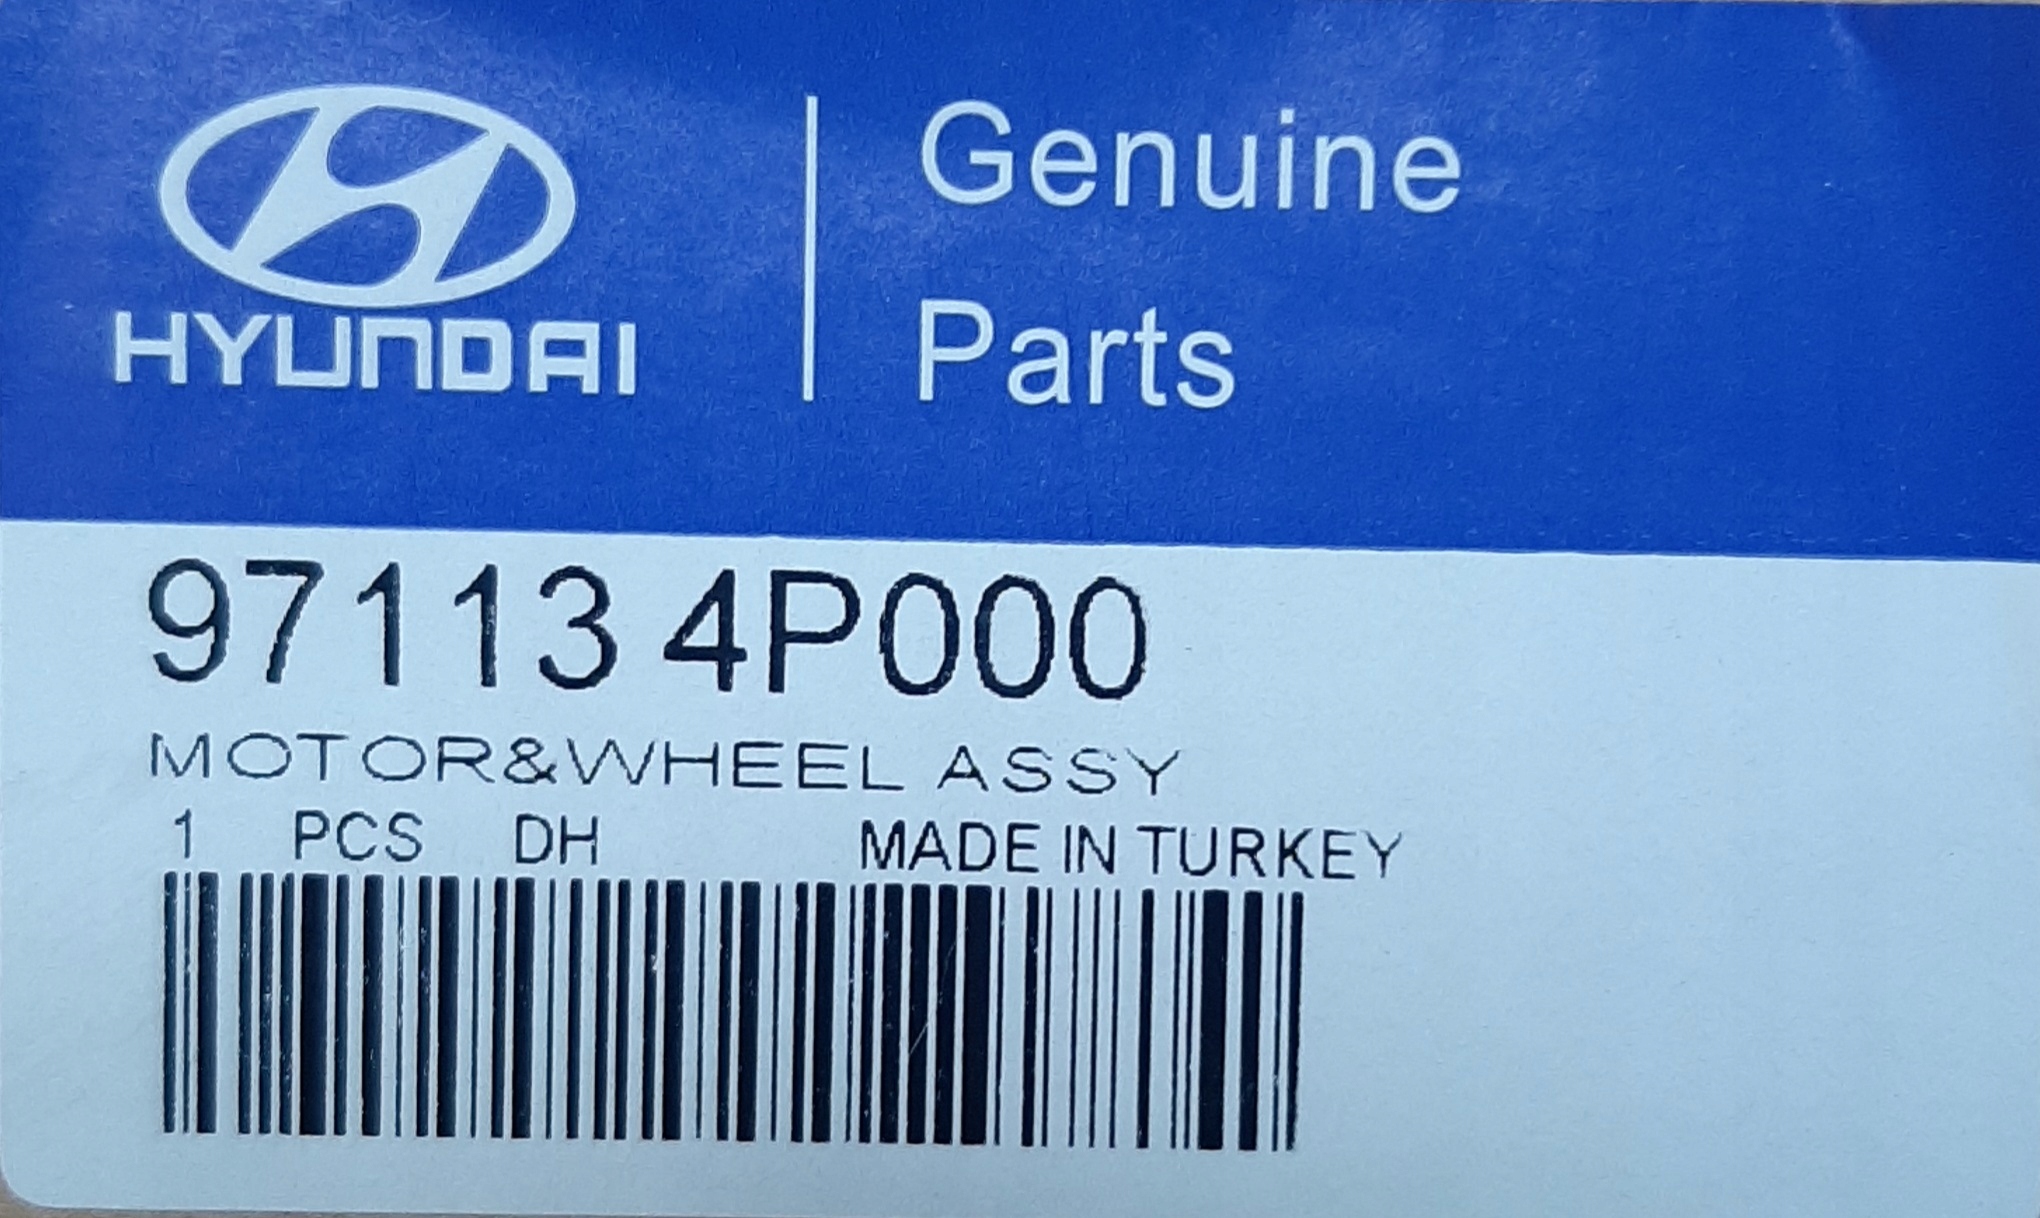 HYUNDAI
Genuine
Parts
97113 4P000
MOTOR&WHEEL ASSY
1 PCS DH MADE IN TURKEY